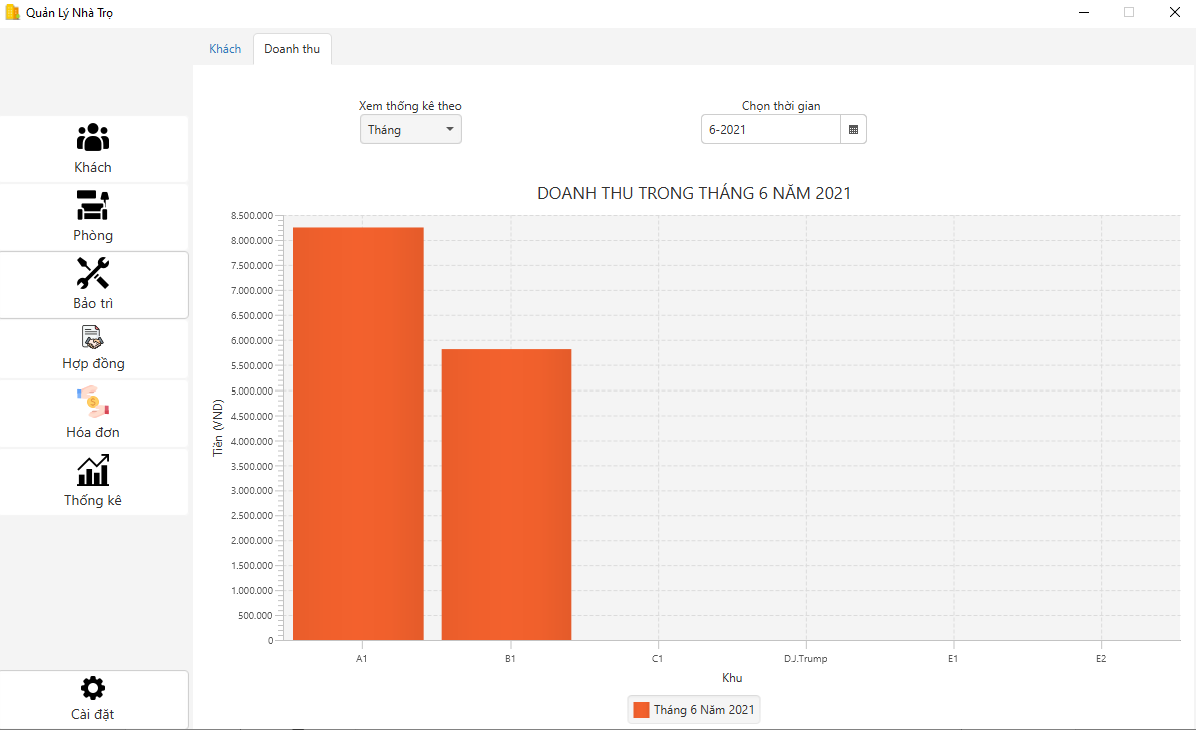 Quản Lý Nhà Trọ
Khách
Doanh thu
Khách
Phòng
Bảo trì
Hợp đồng
Hóa đơn
Thống kê
Cài đặt
Xem thống kê theo
Tháng
Chọn thời gian
6-2021
DOANH THU TRONG THÁNG 6 NĂM 2021
Tiền (VND)
8.500.000
8.000.000
7.500.000
7.000.000
6.500.000
6.000.000
5.500.000
5.000.000
4.500.000
4.000.000
3.500.000
3.000.000
2.500.000
2.000.000
1.500.000
1.000.000
500.000
0
A1 B1 C1 D.J.Trump E1 E2
Khu
Tháng 6 Năm 2021